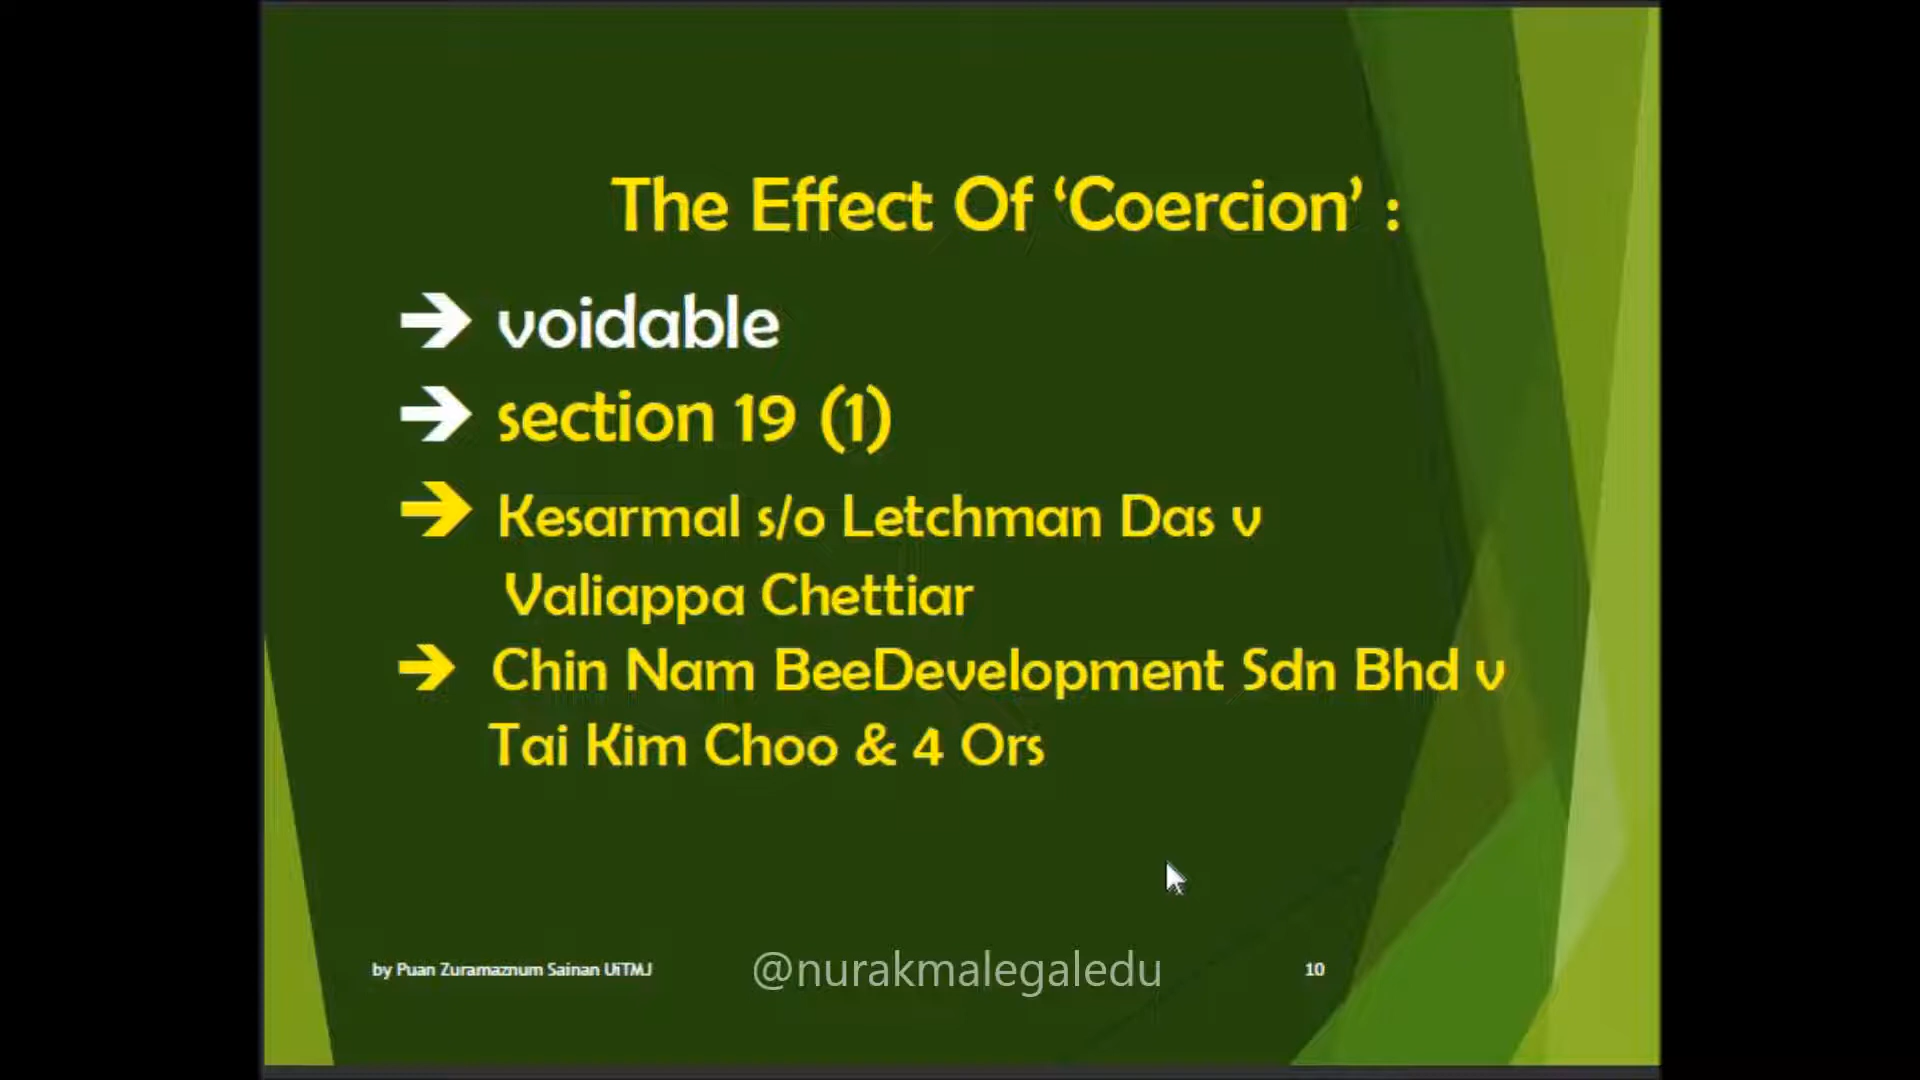 The Effect Of ‘Coercion’ :
➔ voidable
➔ section 19 (1)
➔ Kesarmal s/o Letchman Das v
Valiappa Chettiar
➔ Chin Nam BeeDevelopment Sdn Bhd v
Tai Kim Choo & 4 Ors
by Puan Zuramaznum Sainan UiTMJ
@nurakmalegaledu
10